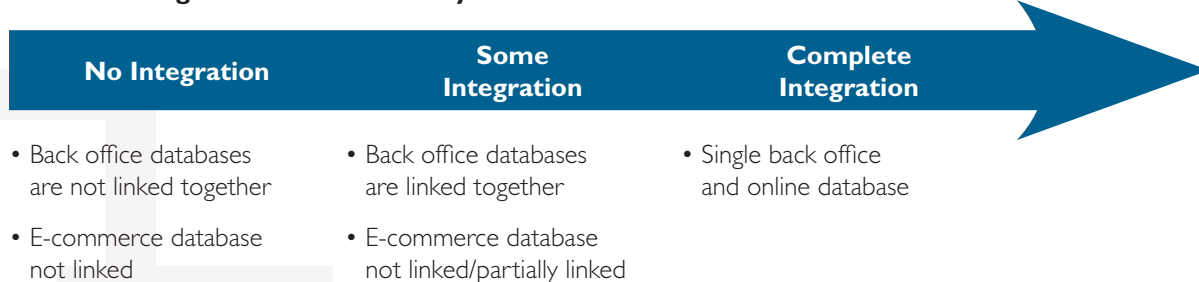 No Integration
Some
Integration
Complete
Integration
• Back office databases
are not linked together
• E-commerce database
not linked
• Back office databases
are linked together
• E-commerce database
not linked/partially linked
• Single back office
and online database